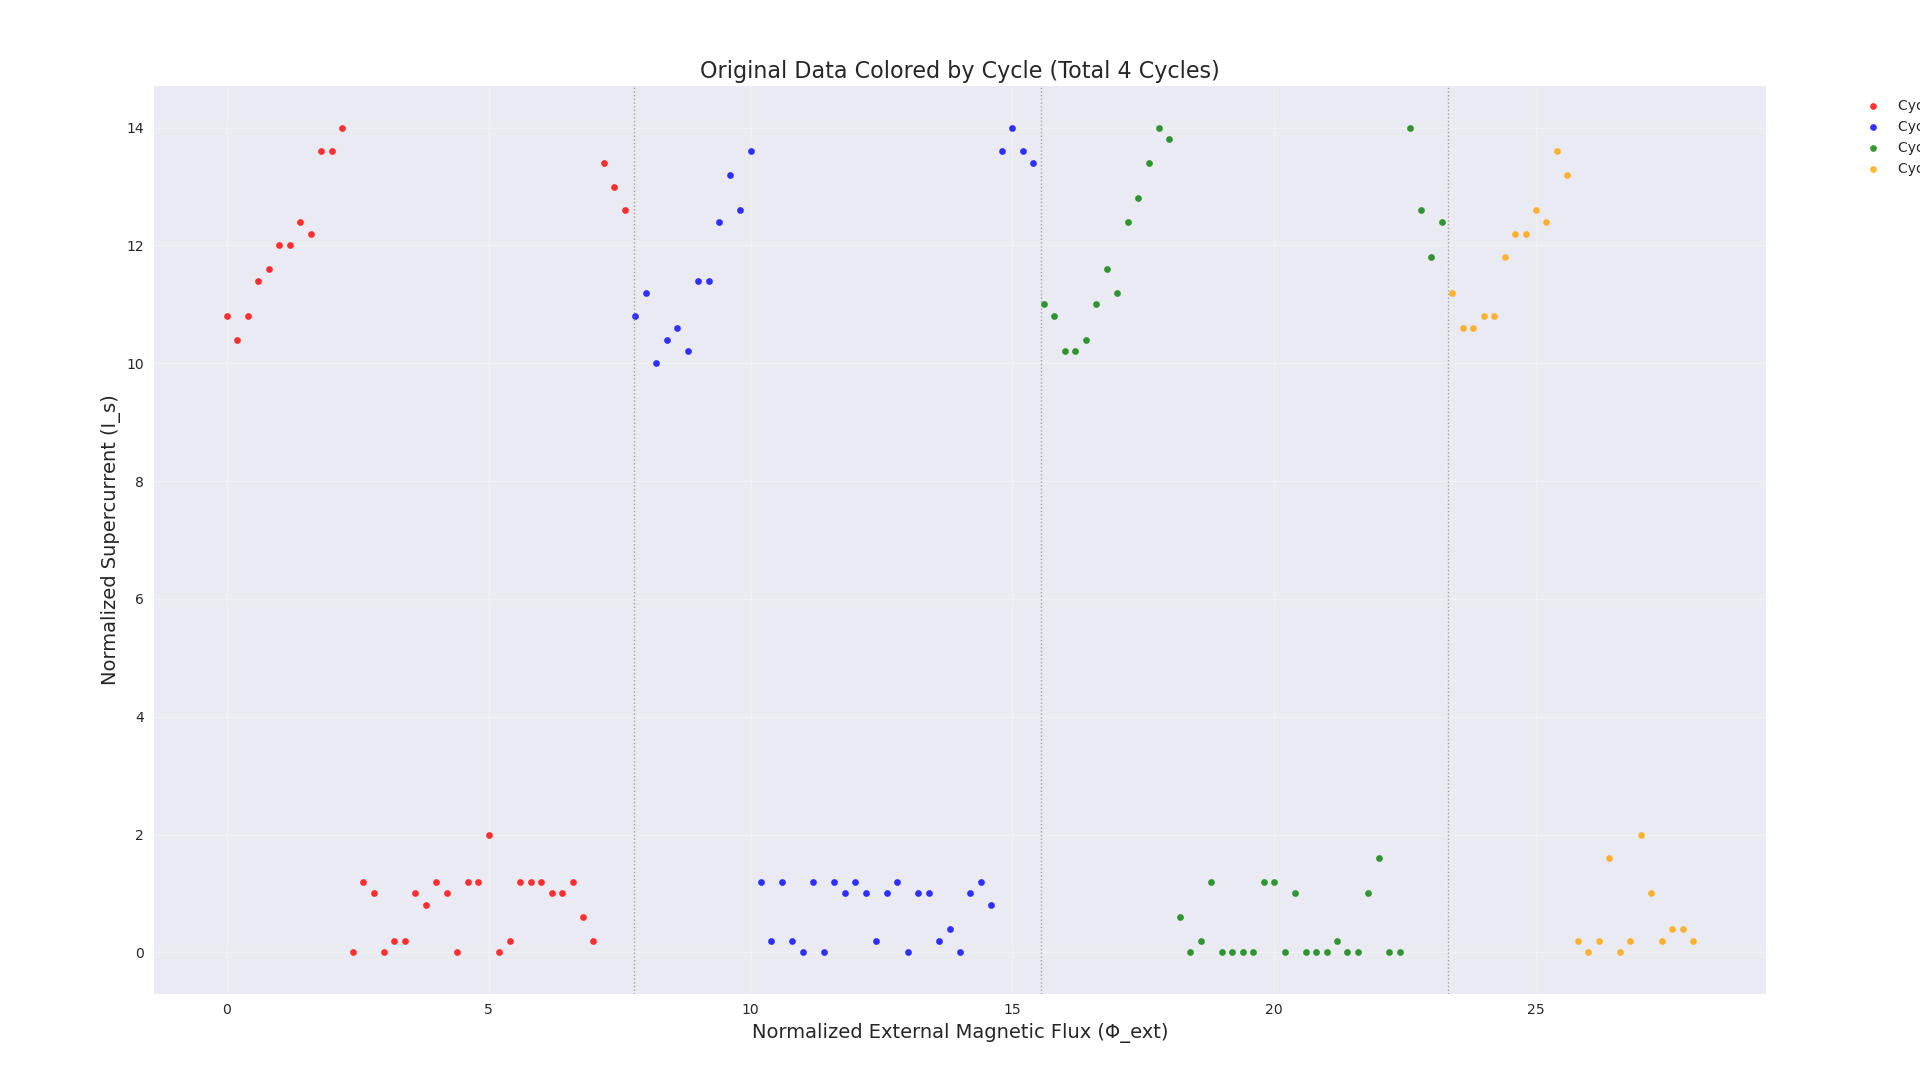 Original Data Colored by Cycle (Total 4 Cycles)
Cyc
Cyc
Cyc
Cyc
14
12
10
8
6
4
2
0
Normalized Supercurrent (I_s)
0 5 10 15 20 25
Normalized External Magnetic Flux (Φ_ext)